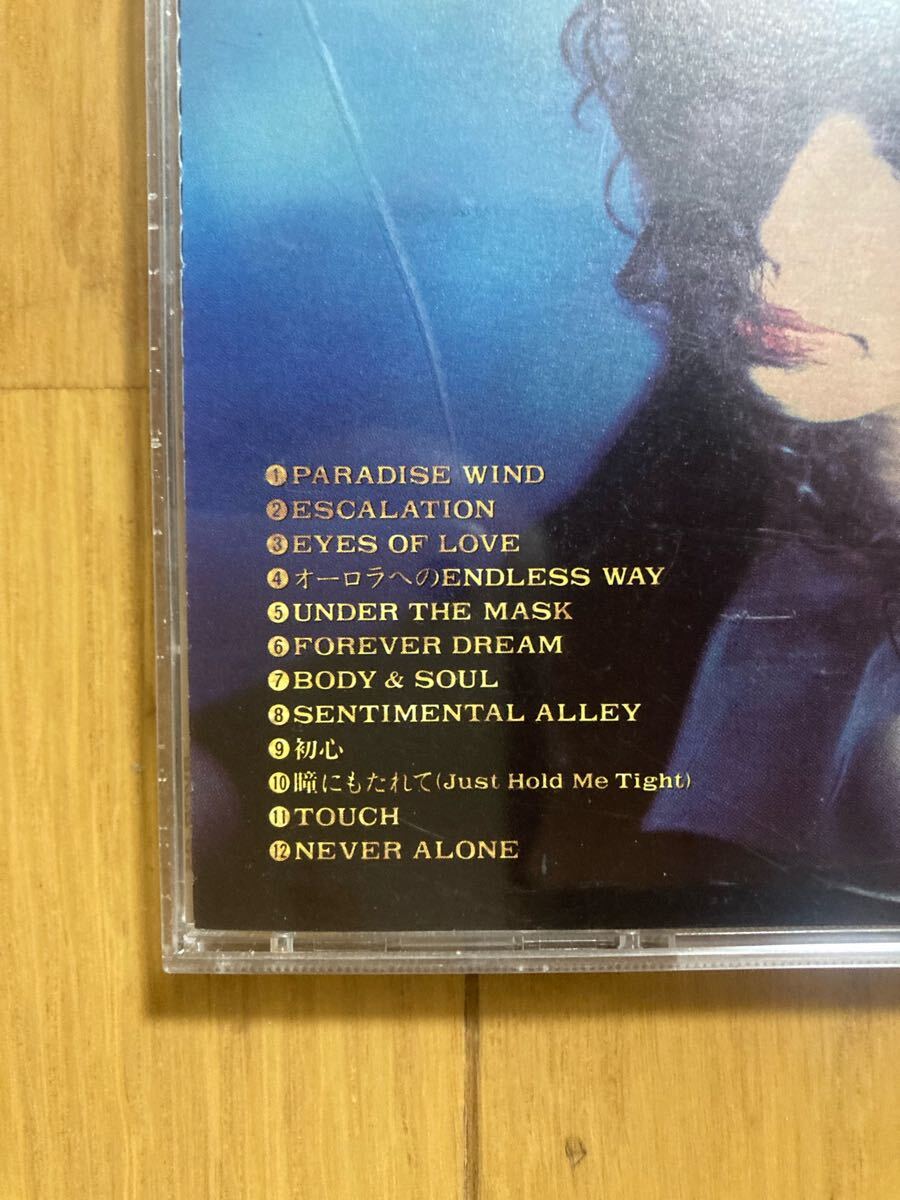 ❶PARADISE WIND
❷ESCALATION
❸EYES OF LOVE
❹オーロラへのENDLESS WAY
❺UNDER THE MASK
❻FOREVER DREAM
❼BODY & SOUL
❽SENTIMENTAL ALLEY
❾初心
❿瞳にもたれて(Just Hold Me Tight)
⓫TOUCH
⓬NEVER ALONE